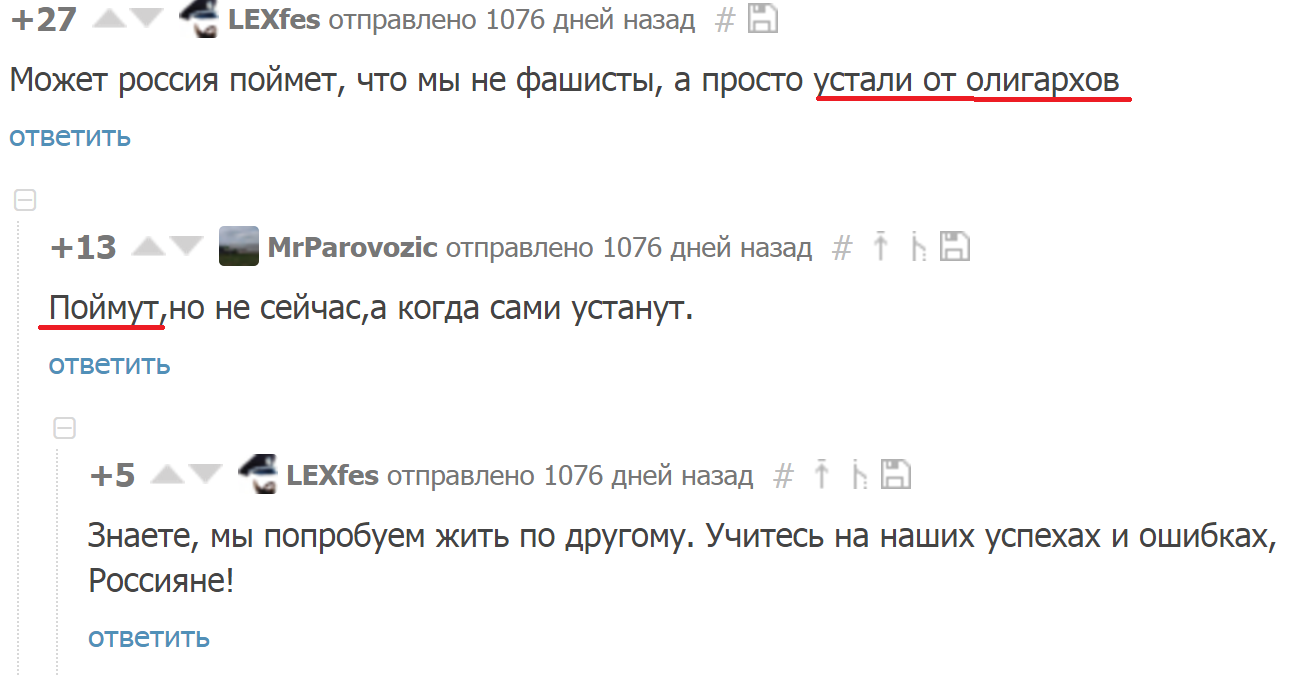 +27 LEXfes отправлено 1076 дней назад #
Может россия поймет, что мы не фашисты, а просто устали от олигархов
ответить
+13 MrParovozic отправлено 1076 дней назад #
Поймут,но не сейчас,а когда сами устанут.
ответить
+5 LEXfes отправлено 1076 дней назад #
Знаете, мы попробуем жить по другому. Учитесь на наших успехах и ошибках,
Россияне!
ответить